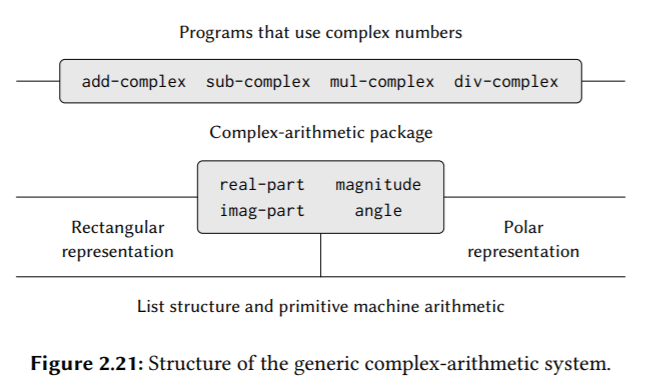 Programs that use complex numbers
add-complex sub-complex mul-complex div-complex
Complex-arithmetic package
real-part magnitude
imag-part angle
Rectangular
representation
Polar
representation
List structure and primitive machine arithmetic
Figure 2.21: Structure of the generic complex-arithmetic system.